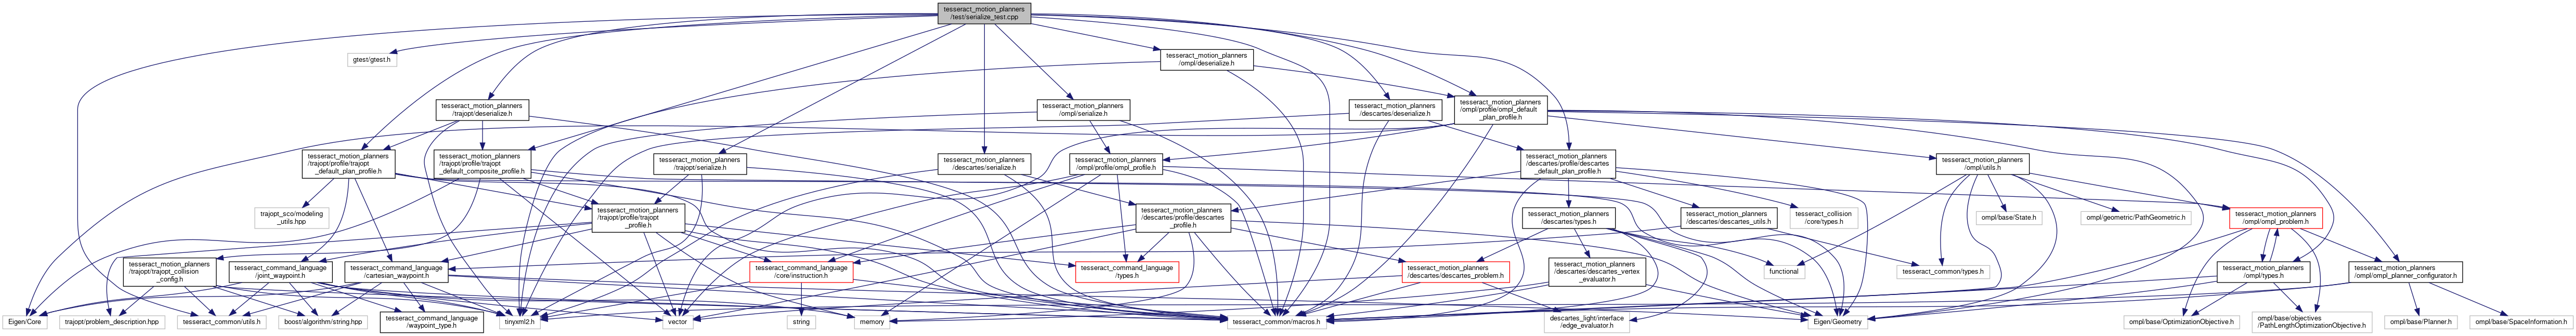 tesseract_motion_planners
/test/serialize_test.cpp
gtest/gtest.h
tesseract_motion_planners
/ompl/deserialize.h
tesseract_motion_planners
/trajopt/deserialize.h
tesseract_motion_planners
/ompl/serialize.h
tesseract_motion_planners
/descartes/deserialize.h
tesseract_motion_planners
/ompl/profile/ompl_default
_plan_profile.h
tesseract_motion_planners
/trajopt/profile/trajopt
_default_plan_profile.h
tesseract_motion_planners
/trajopt/profile/trajopt
_default_composite_profile.h
tesseract_motion_planners
/trajopt/serialize.h
tesseract_motion_planners
/descartes/serialize.h
tesseract_motion_planners
/ompl/profile/ompl_profile.h
tesseract_motion_planners
/descartes/profile/descartes
_default_plan_profile.h
tesseract_motion_planners
/ompl/utils.h
trajopt_sco/modeling
_utils.hpp
tesseract_motion_planners
/trajopt/profile/trajopt
_profile.h
tesseract_motion_planners
/descartes/profile/descartes
_profile.h
tesseract_motion_planners
/descartes/types.h
tesseract_motion_planners
/descartes/descartes_utils.h
tesseract_collision
/core/types.h
ompl/base/State.h
ompl/geometric/PathGeometric.h
tesseract_motion_planners
/ompl/ompl_problem.h
tesseract_motion_planners
/trajopt/trajopt_collision
_config.h
tesseract_command_language
/joint_waypoint.h
tesseract_command_language
/cartesian_waypoint.h
tesseract_command_language
/core/instruction.h
tesseract_command_language
/types.h
tesseract_motion_planners
/descartes/descartes_problem.h
tesseract_motion_planners
/descartes/descartes_vertex
_evaluator.h
functional
tesseract_common/types.h
tesseract_motion_planners
/ompl/types.h
tesseract_motion_planners
/ompl/ompl_planner_configurator.h
Eigen/Core
trajopt/problem_description.hpp
tesseract_common/utils.h
boost/algorithm/string.hpp
tesseract_command_language
/waypoint_type.h
tinyxml2.h
vector
string
memory
tesseract_common/macros.h
descartes_light/interface
/edge_evaluator.h
Eigen/Geometry
ompl/base/OptimizationObjective.h
ompl/base/objectives
/PathLengthOptimizationObjective.h
ompl/base/Planner.h
ompl/base/SpaceInformation.h